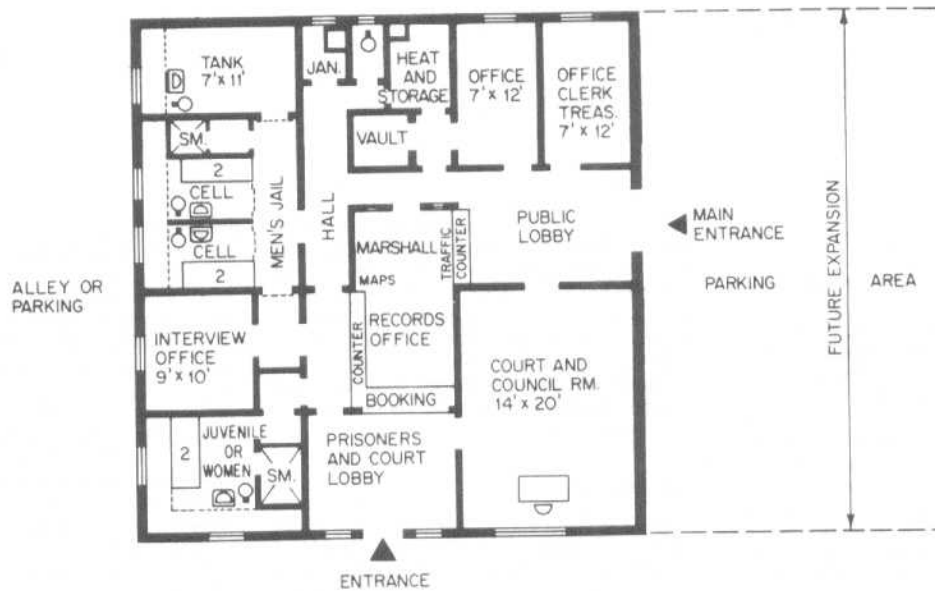 TANK
7' x 11'
JAN.
HEAT
AND
STORAGE
OFFICE
7' x 12'
OFFICE
CLERK
TREAS.
7' x 12'
SM.
VAULT
2
CELL
CELL
2
MEN'S JAIL
HALL
MARSHALL
MAPS
TRAFFIC
COUNTER
PUBLIC
LOBBY
MAIN
ENTRANCE
PARKING
FUTURE EXPANSION
AREA
ALLEY OR
PARKING
INTERVIEW
OFFICE
9' x 10'
COUNTER
RECORDS
OFFICE
BOOKING
COURT AND
COUNCIL RM.
14' x 20'
2
JUVENILE
OR
WOMEN
SM.
PRISONERS
AND COURT
LOBBY
ENTRANCE